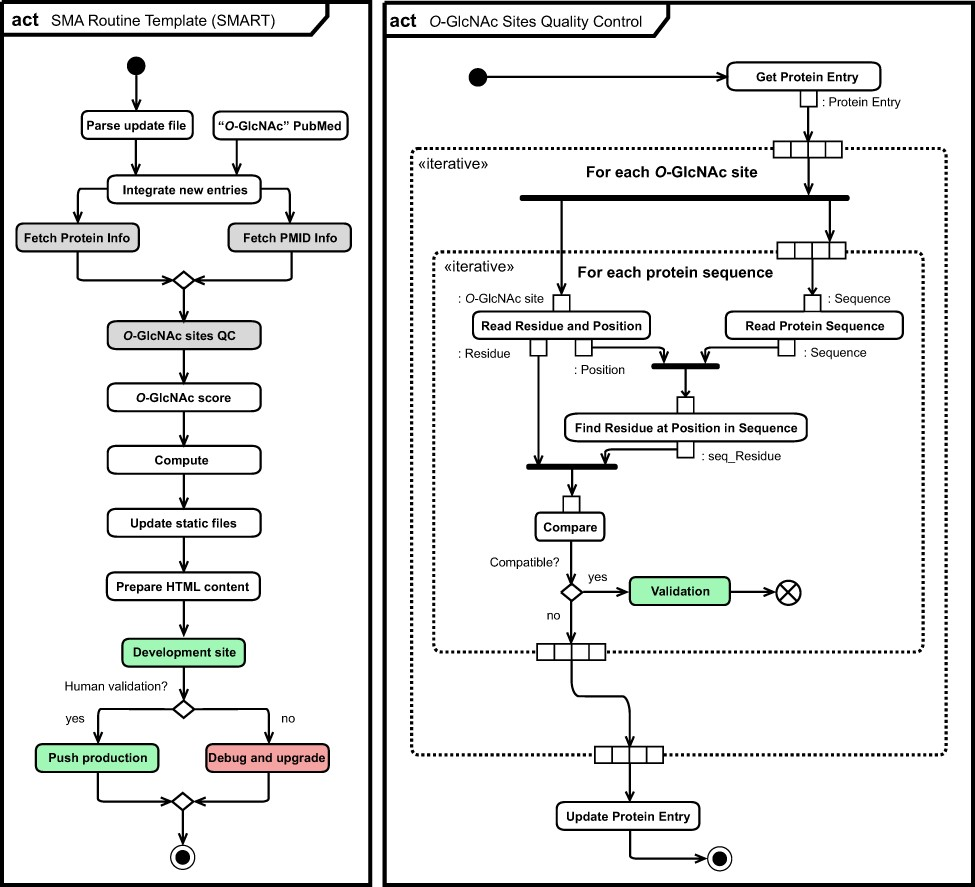 act SMA Routine Template (SMART)
Parse update file
“O-GlcNAc” PubMed
Integrate new entries
Fetch Protein Info
Fetch PMID Info
O-GlcNAc sites QC
O-GlcNAc score
Compute
Update static files
Prepare HTML content
Development site
Human validation?
yes
no
Push production
Debug and upgrade
act O-GlcNAc Sites Quality Control
Get Protein Entry
: Protein Entry
«iterative»
For each O-GlcNAc site
«iterative»
For each protein sequence
: O-GlcNAc site
: Sequence
Read Residue and Position
Read Protein Sequence
: Residue
: Position
: Sequence
Find Residue at Position in Sequence
: seq_Residue
Compare
Compatible?
yes
Validation
no
Update Protein Entry